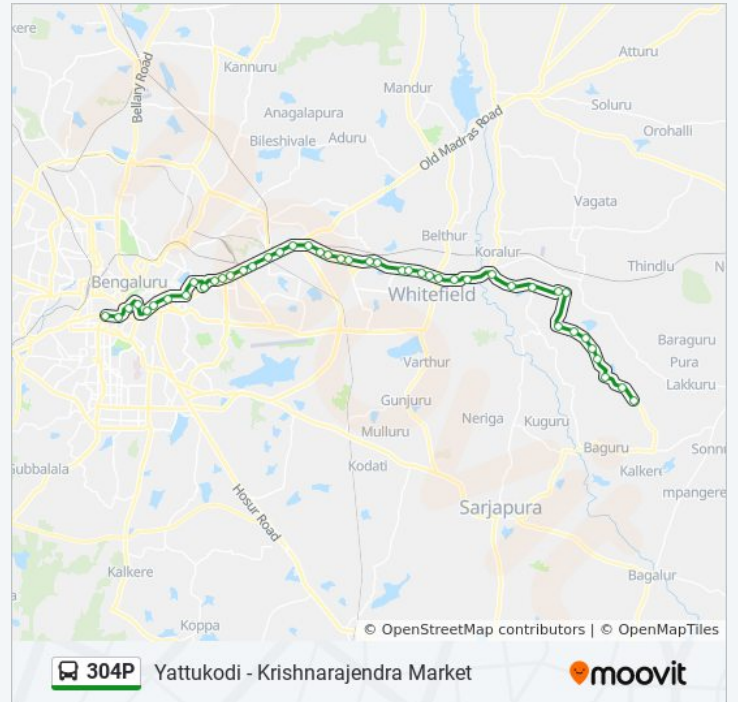 kere
Kannuru
Bellary Road
Mandur
Atturu
Soluru
Anagalapura
Orohalli
Bileshivale
Aduru
Old Madras Road
Vagata
Belthur
Koralur
Bengaluru
Thindlu
N
Whitefield
Baraguru
Varthur
Pura
Lakkuru
Gunjuru
Mulluru
Neriga
Kuguru
Baguru
Sonn
Subbalala
Kodati
Kalkere
mpangere
Hosur Road
Sarjapura
Kalkere
Bagalur
Koppa
© OpenStreetMap contributors | © OpenMapTiles
304P Yattukodi - Krishnarajendra Market
moovit